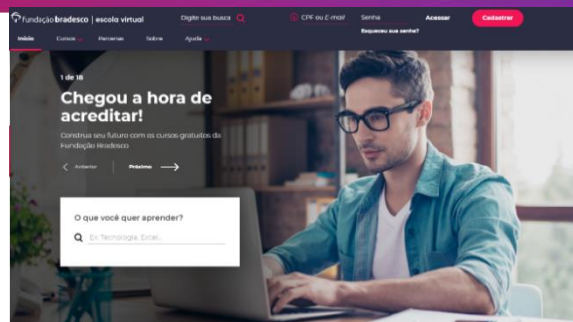 fundação bradesco | escola virtual
Digite sua busca
CPF ou E-mail
Senha
Acessar
Cadastrar
Esqueceu sua senha?
Início
Cursos
Parcerias
Sobre
Ajuda
1 de 18
Chegou a hora de
acreditar!
Construa seu futuro com os cursos gratuitos da
Fundação Bradesco
Anterior
Próximo
O que você quer aprender?
Ex: Tecnologia, Excel...